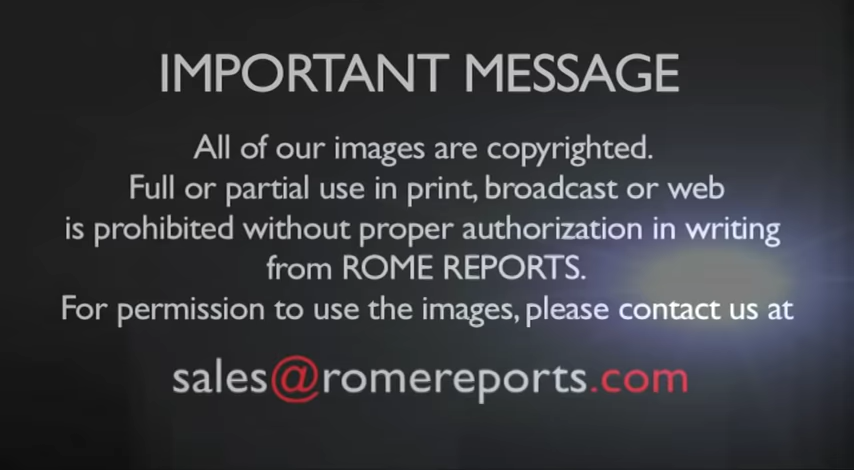 IMPORTANT MESSAGE
All of our images are copyrighted.
Full or partial use in print, broadcast or web
is prohibited without proper authorization in writing
from ROME REPORTS.
For permission to use the images, please contact us at
sales@romereports.com